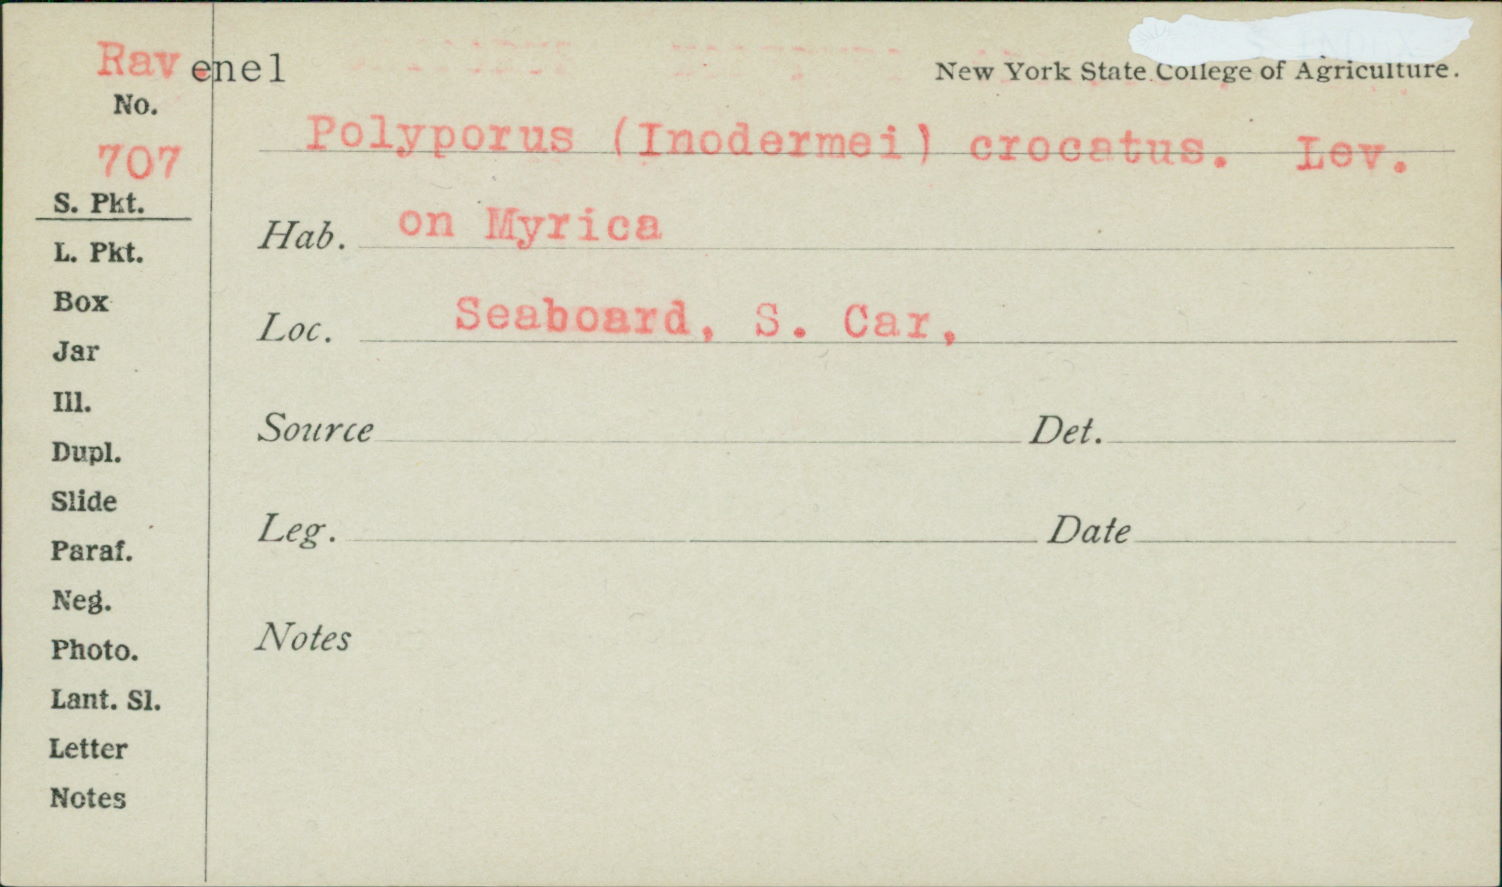 Ravenel
New York State College of Agriculture.
No.
707
Polyporus (Inodermei) crocatus. Lev.
S. Pkt.
Hab. on Myrica
L. Pkt.
Box
Loc. Seaboard, S. Car,
Jar
Ill.
Source Det.
Dupl.
Slide
Leg. Date
Paraf.
Neg.
Notes
Photo.
Lant. Sl.
Letter
Notes